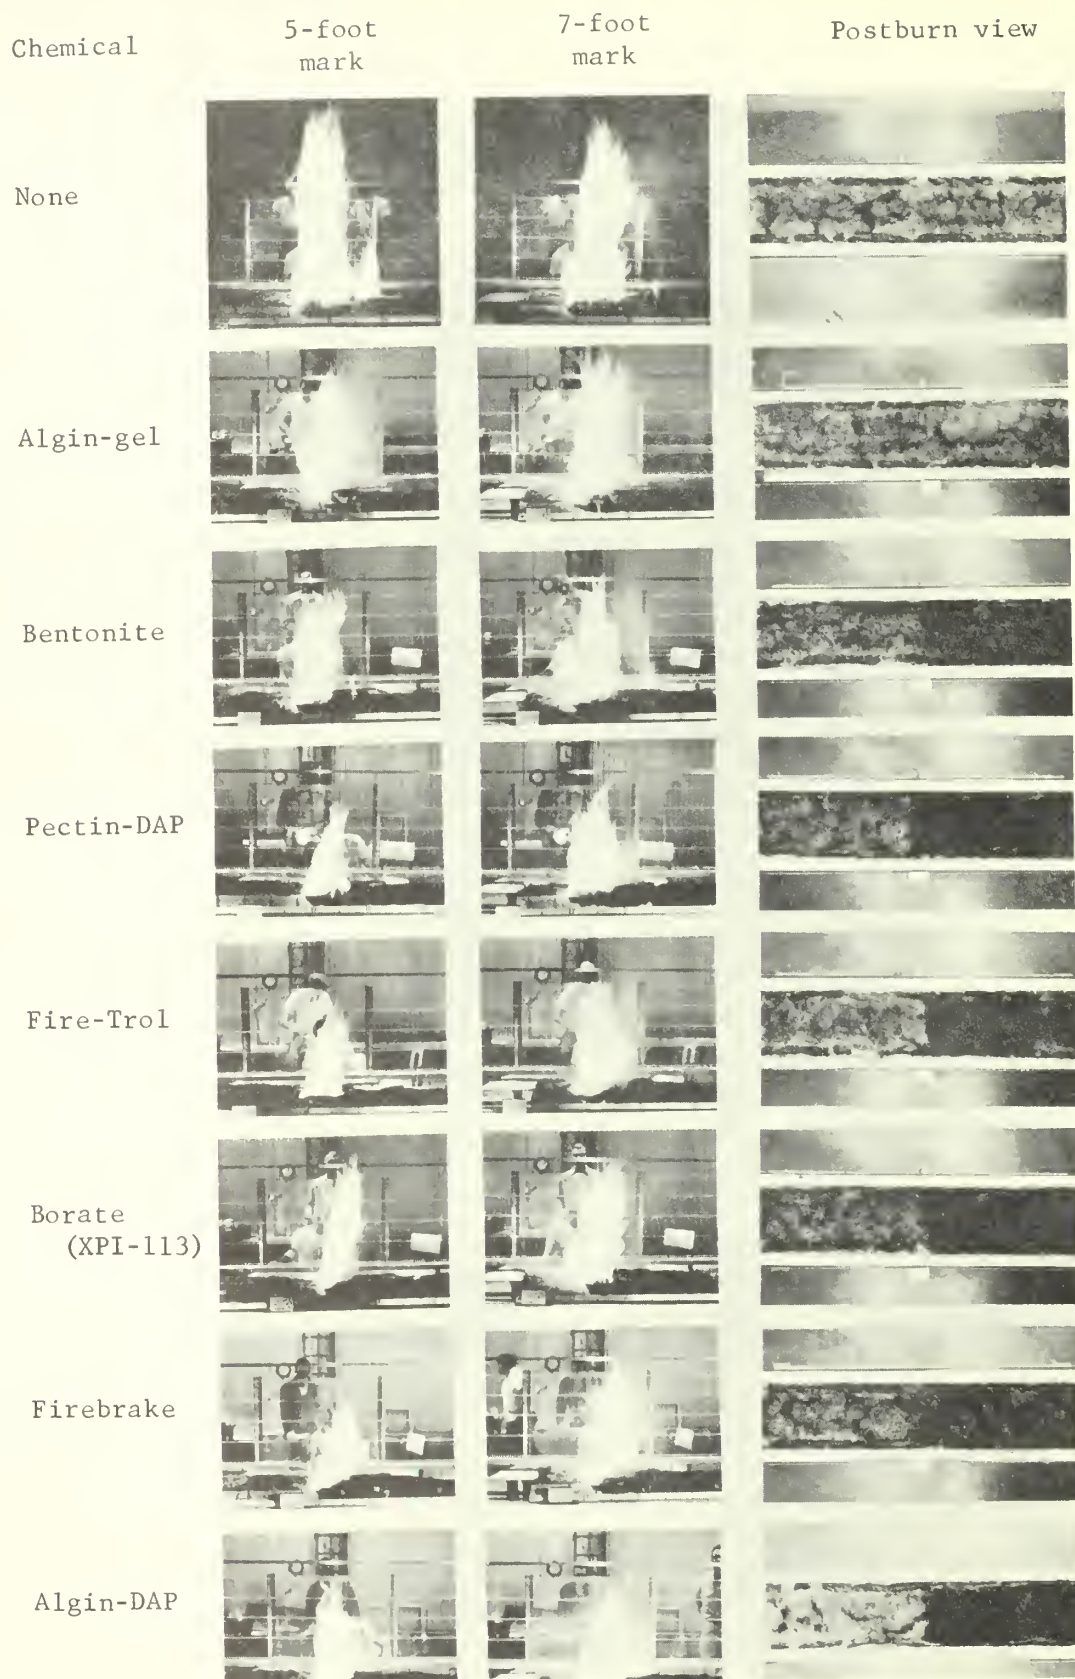 Chemical
5-foot
mark
7-foot
mark
Postburn view
None
Algin-gel
Bentonite
Pectin-DAP
Fire-Trol
Borate
(XPI-113)
Firebrake
Algin-DAP